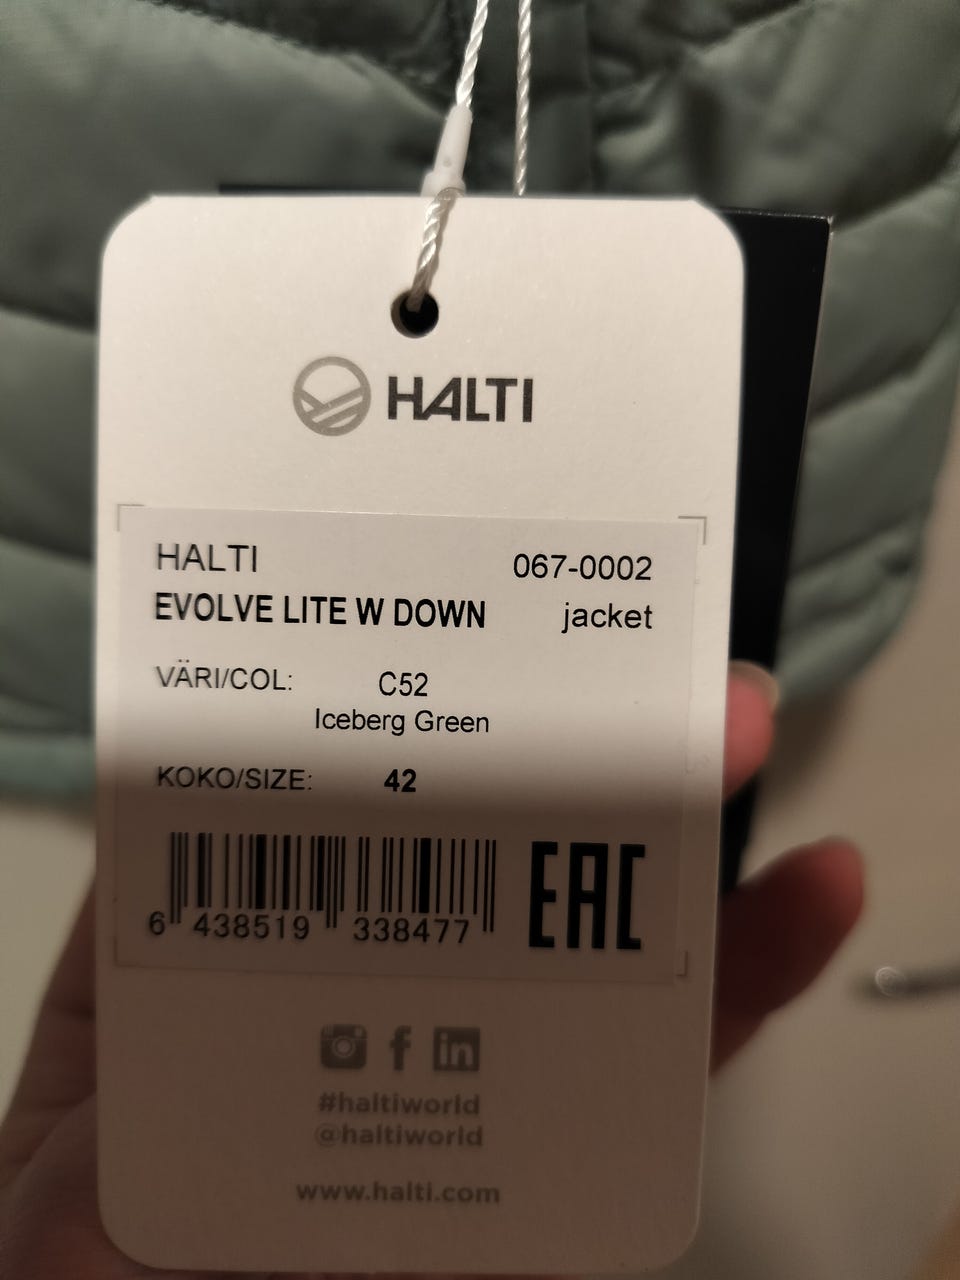 HALTI
HALTI 067-0002
EVOLVE LITE W DOWN jacket
VÄRI/COL: C52
Iceberg Green
KOKO/SIZE: 42
6 438519 338477
EAC
#haltiworld
@haltiworld
www.halti.com